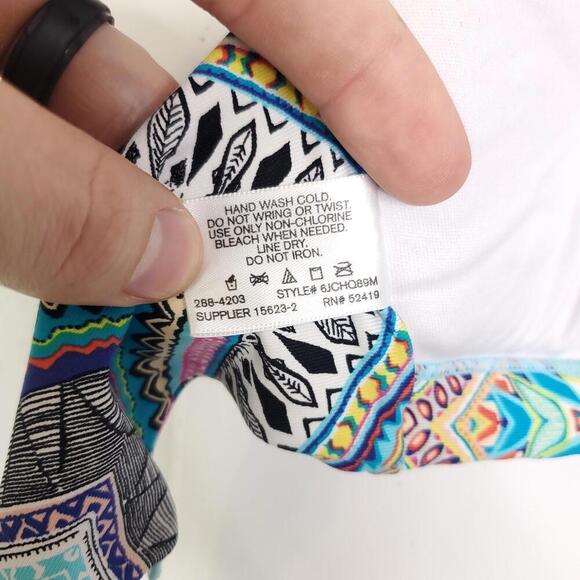 HAND WASH COLD.
DO NOT WRING OR TWIST.
USE ONLY NON-CHLORINE
BLEACH WHEN NEEDED.
LINE DRY.
DO NOT IRON.
288-4203 STYLE# 6JCHQ89M
SUPPLIER 15623-2 RN# 52419